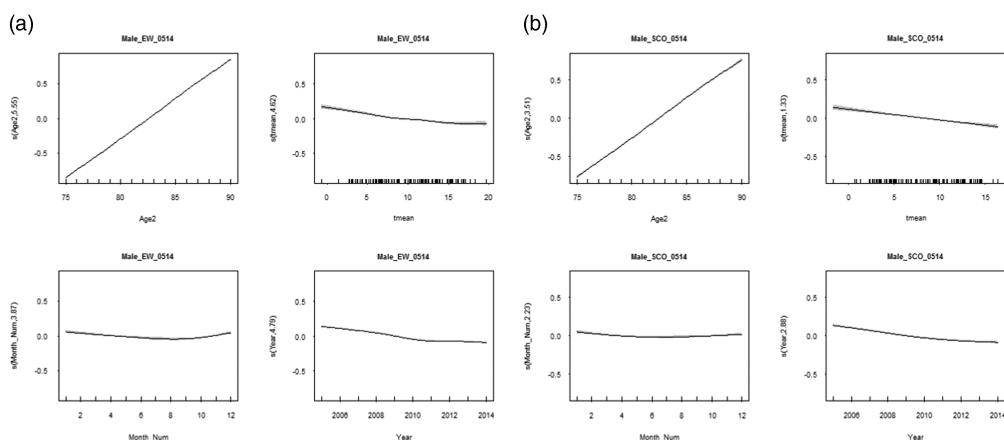 (a)
Male_EW_0514
s(Age2,5.55)
0.5
0.0
-0.5
75 80 85 90
Age2
Male_EW_0514
s(tmean,4.62)
0.5
0.0
-0.5
0 5 10 15 20
tmean
Male_EW_0514
s(Month_Num,3.87)
0.5
0.0
-0.5
2 4 6 8 10 12
Month_Num
Male_EW_0514
s(Year,4.79)
0.5
0.0
-0.5
2006 2008 2010 2012 2014
Year
(b)
Male_SCO_0514
s(Age2,3.51)
0.5
0.0
-0.5
75 80 85 90
Age2
Male_SCO_0514
s(tmean,1.33)
0.5
0.0
-0.5
0 5 10 15
tmean
Male_SCO_0514
s(Month_Num,2.23)
0.5
0.0
-0.5
2 4 6 8 10 12
Month_Num
Male_SCO_0514
s(Year,2.88)
0.5
0.0
-0.5
2006 2008 2010 2012 2014
Year